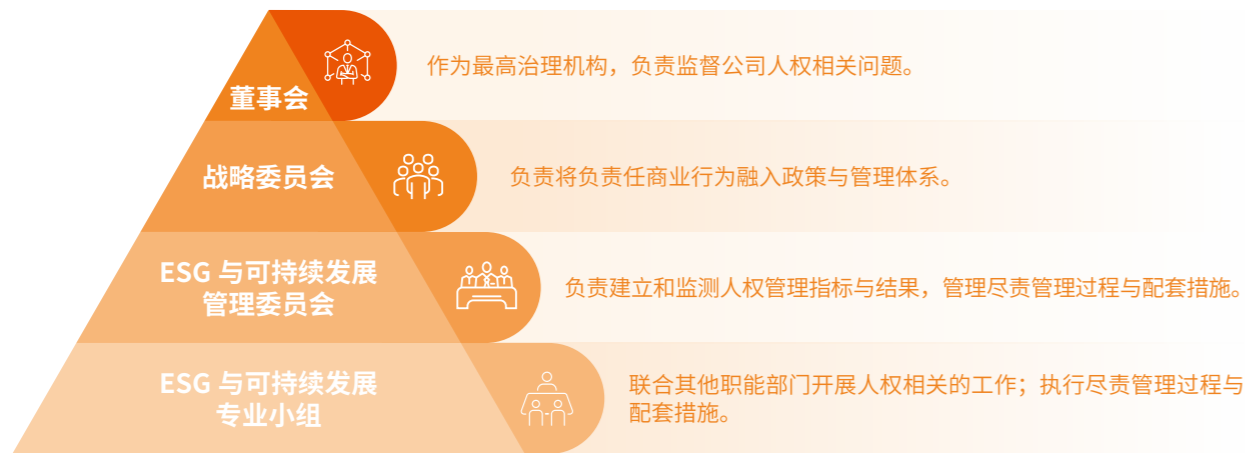 董事会
作为最高治理机构，负责监督公司人权相关问题。
战略委员会
负责将负责任商业行为融入政策与管理体系。
ESG 与可持续发展
管理委员会
负责建立和监测人权管理指标与结果，管理尽责管理过程与配套措施。
ESG 与可持续发展
专业小组
联合其他职能部门开展人权相关的工作；执行尽责管理过程与
配套措施。